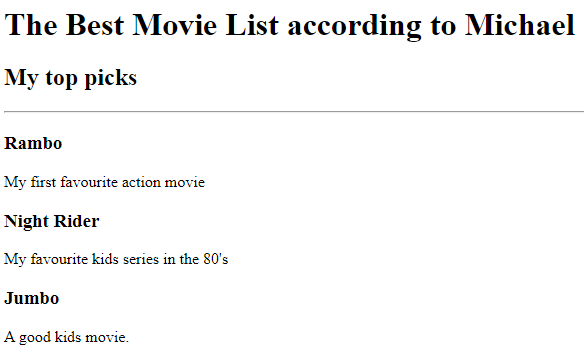 The Best Movie List according to Michael
My top picks
Rambo
My first favourite action movie
Night Rider
My favourite kids series in the 80's
Jumbo
A good kids movie.